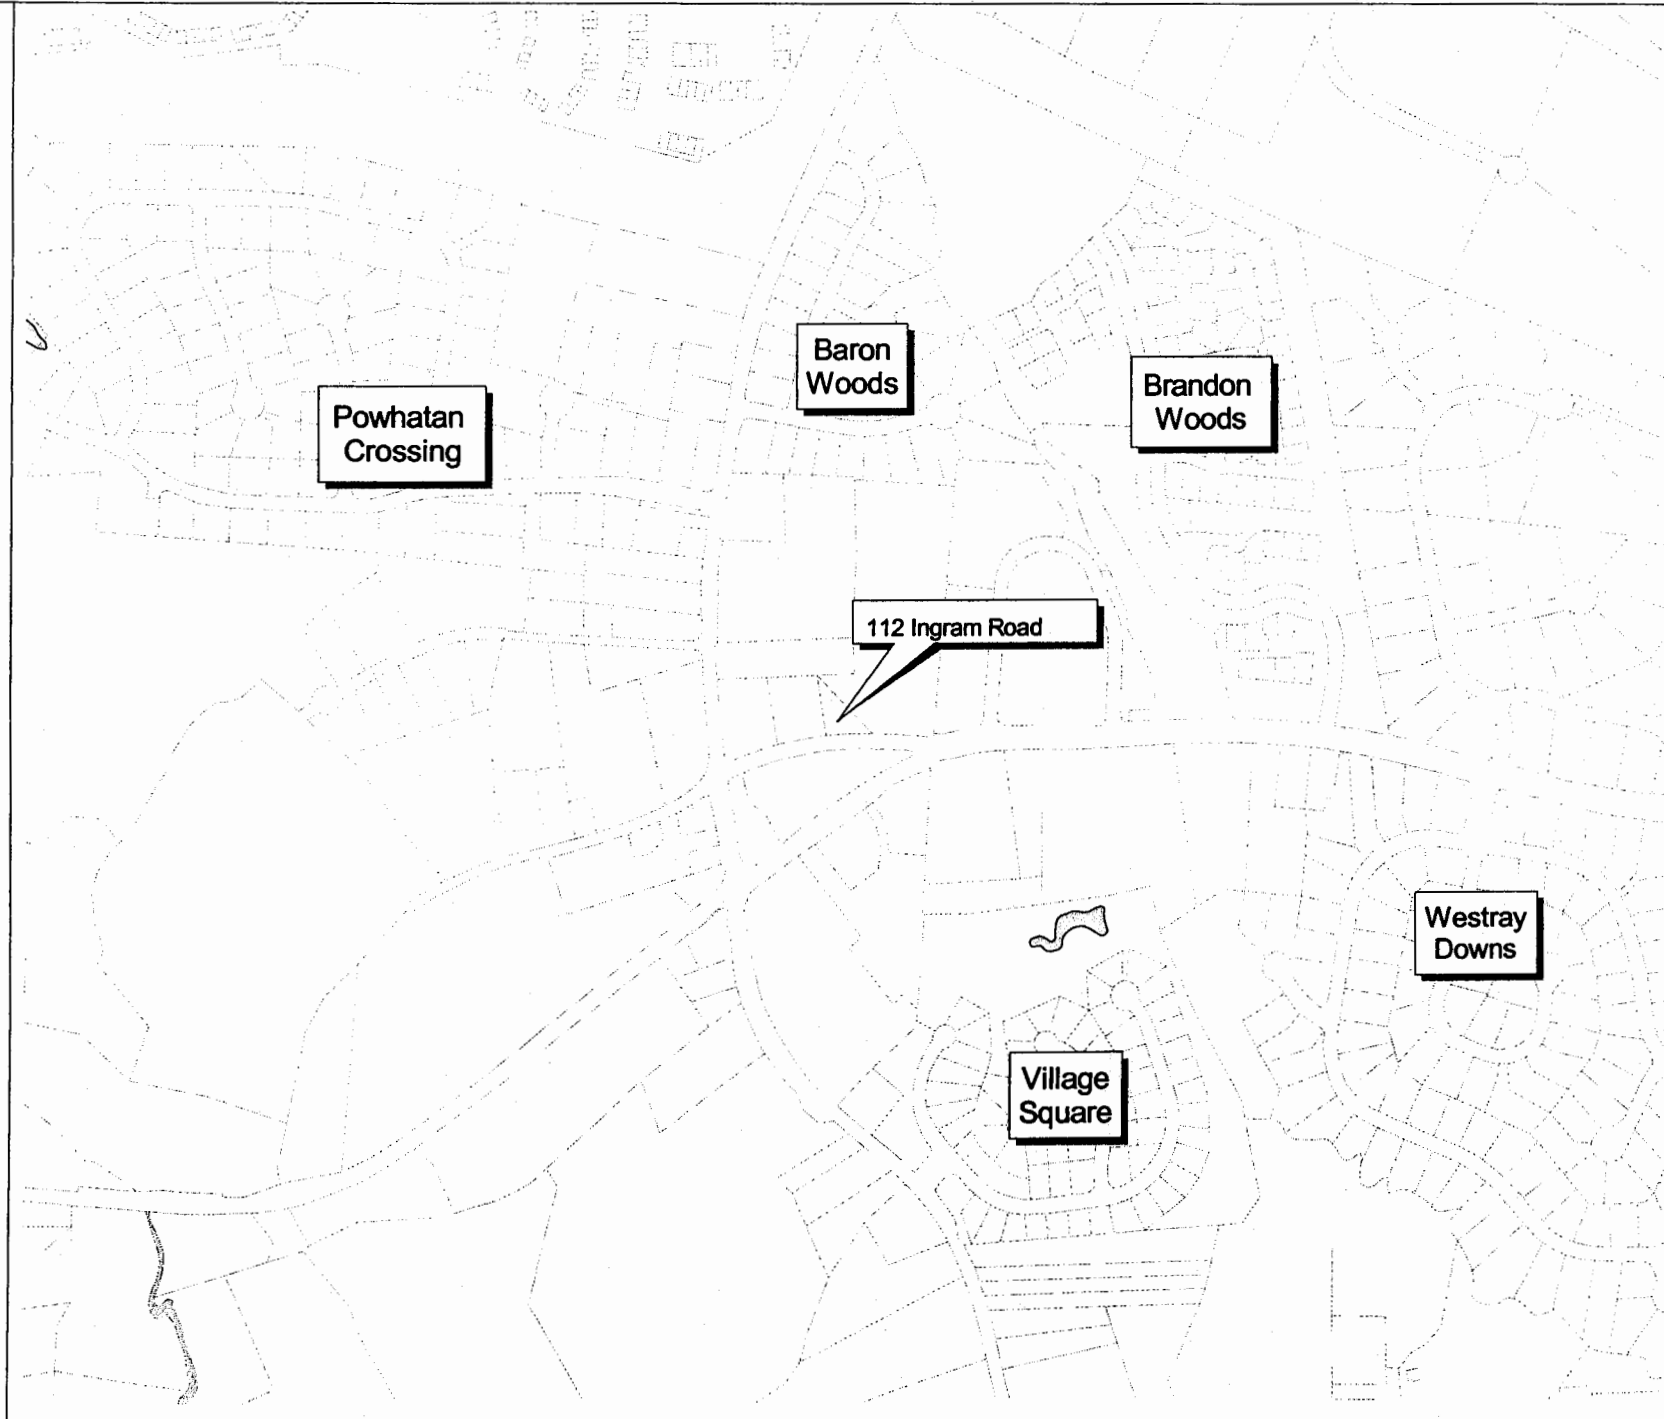 Baron
Woods
Brandon
Woods
Powhatan
Crossing
112 Ingram Road
Westray
Downs
Village
Square